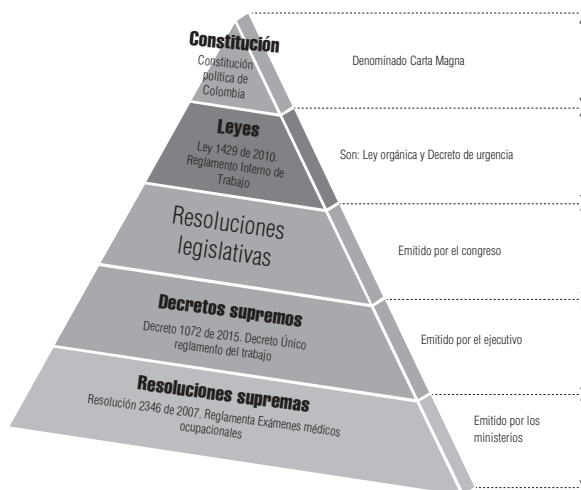 Constitución
Constitución
política de
Colombia
Denominado Carta Magna
Leyes
Ley 1429 de 2010.
Reglamento Interno de
Trabajo
Son: Ley orgánica y Decreto de urgencia
Resoluciones
legislativas
Emitido por el congreso
Decretos supremos
Decreto 1072 de 2015. Decreto Único
reglamento del trabajo
Emitido por el ejecutivo
Resoluciones supremas
Resolución 2346 de 2007. Reglamenta Exámenes médicos
ocupacionales
Emitido por los
ministerios